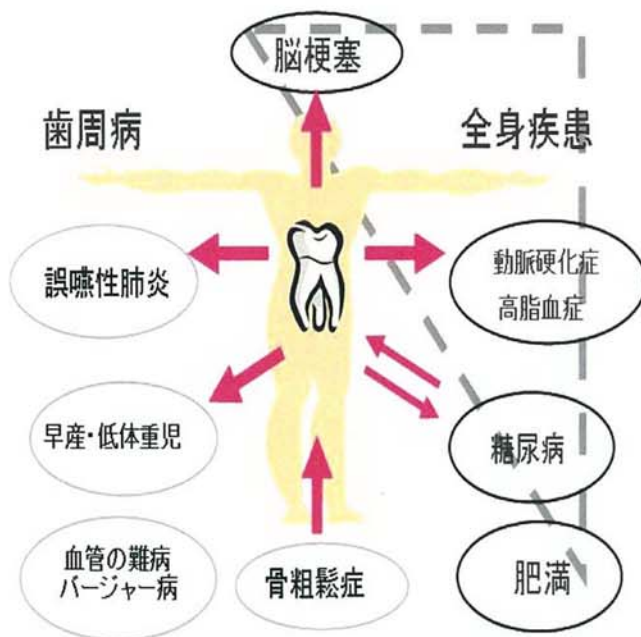 脳梗塞
歯周病
全身疾患
誤嚥性肺炎
動脈硬化症
高脂血症
早産・低体重児
糖尿病
血管の難病
バージャー病
骨粗鬆症
肥満